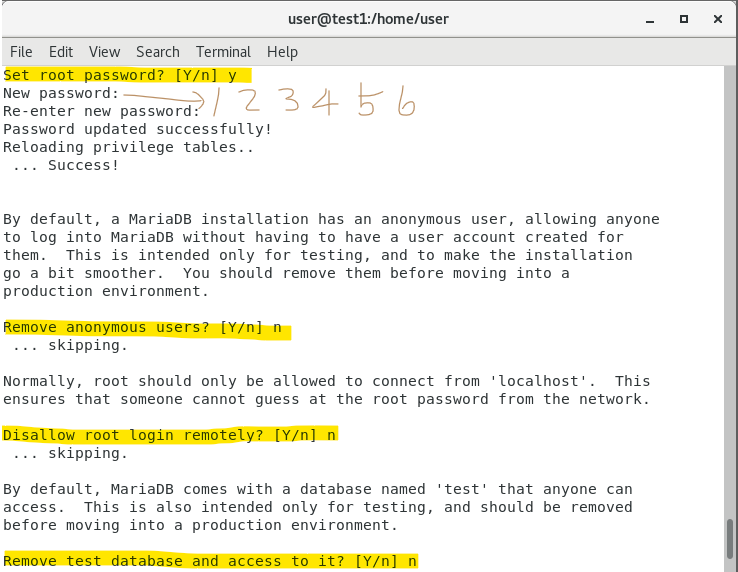 user@test1:/home/user
File Edit View Search Terminal Help
Set root password? [Y/n] y
New password: 1 2 3 4 5 6
Re-enter new password:
Password updated successfully!
Reloading privilege tables..
 ... Success!
By default, a MariaDB installation has an anonymous user, allowing anyone
to log into MariaDB without having to have a user account created for
them.  This is intended only for testing, and to make the installation
go a bit smoother.  You should remove them before moving into a
production environment.
Remove anonymous users? [Y/n] n
 ... skipping.
Normally, root should only be allowed to connect from 'localhost'.  This
ensures that someone cannot guess at the root password from the network.
Disallow root login remotely? [Y/n] n
 ... skipping.
By default, MariaDB comes with a database named 'test' that anyone can
access.  This is also intended only for testing, and should be removed
before moving into a production environment.
Remove test database and access to it? [Y/n] n